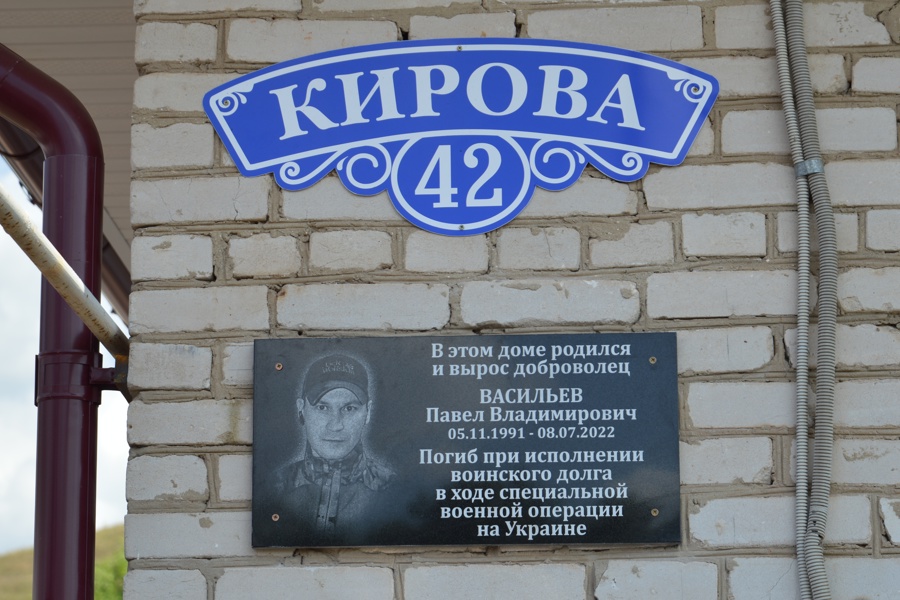 КИРОВА
42
В этом доме родился
и вырос доброволец
ВАСИЛЬЕВ
Павел Владимирович
05.11.1991 - 08.07.2022
Погиб при исполнении
воинского долга
в ходе специальной
военной операции
на Украине